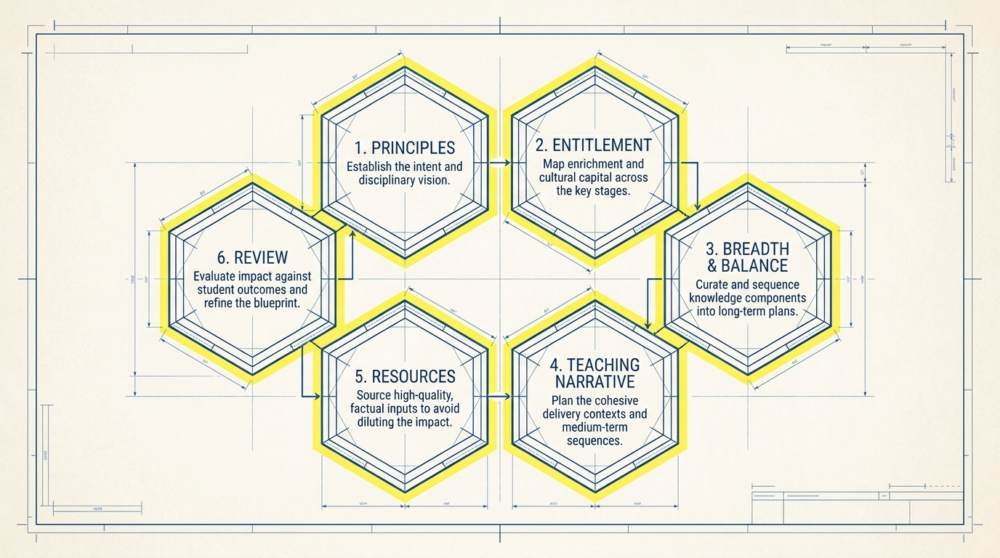 1. PRINCIPLES
Establish the intent and
disciplinary vision.
2. ENTITLEMENT
Map enrichment and
cultural capital across
the key stages.
3. BREADTH
& BALANCE
Curate and sequence
knowledge components
into long-term plans.
4. TEACHING
NARRATIVE
Plan the cohesive
delivery contexts and
medium-term
sequences.
5. RESOURCES
Source high-quality,
factual inputs to avoid
diluting the impact.
6. REVIEW
Evaluate impact against
student outcomes and
refine the blueprint.